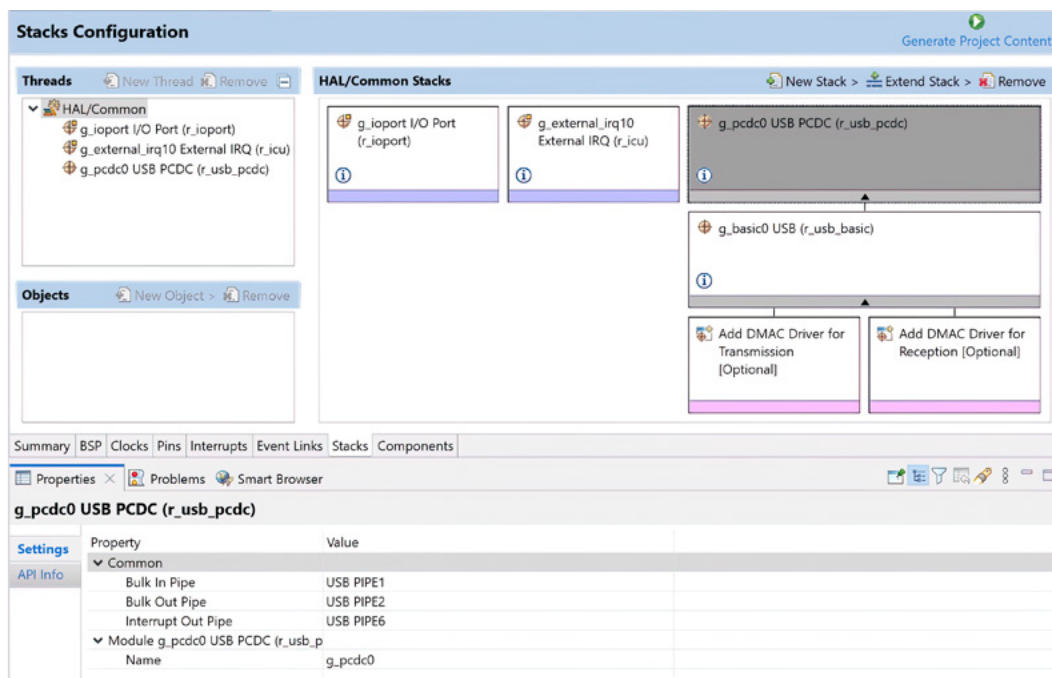 Stacks Configuration
Generate Project Content
Threads
New Thread
Remove
HAL/Common
g_ioport I/O Port (r_ioport)
g_external_irq10 External IRQ (r_icu)
g_pcdc0 USB PCDC (r_usb_pcdc)
Objects
New Object >
Remove
HAL/Common Stacks
New Stack >
Extend Stack >
Remove
g_ioport I/O Port
(r_ioport)
g_external_irq10
External IRQ (r_icu)
g_pcdc0 USB PCDC (r_usb_pcdc)
g_basic0 USB (r_usb_basic)
Add DMAC Driver for
Transmission
[Optional]
Add DMAC Driver for
Reception [Optional]
Summary BSP Clocks Pins Interrupts Event Links Stacks Components
Properties Problems Smart Browser
g_pcdc0 USB PCDC (r_usb_pcdc)
Settings
API Info
Property Value
Common
Bulk In Pipe USB PIPE1
Bulk Out Pipe USB PIPE2
Interrupt Out Pipe USB PIPE6
Module g_pcdc0 USB PCDC (r_usb_p
Name g_pcdc0